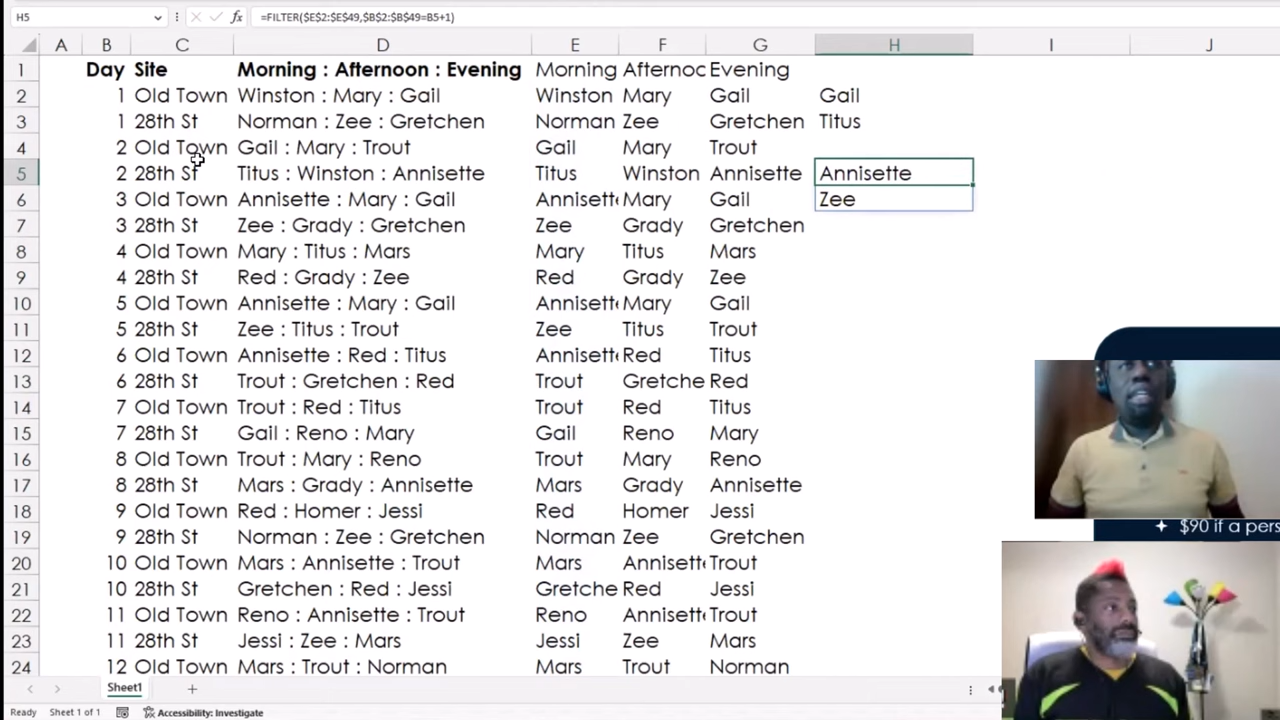 H5 fx =FILTER($E$2:$E$49,$B$2:$B$49=B5+1)
A B C D E F G H I J
1 Day Site Morning : Afternoon : Evening Morning Afternoc Evening
2 1 Old Town Winston : Mary : Gail Winston Mary Gail Gail
3 1 28th St Norman : Zee : Gretchen Norman Zee Gretchen Titus
4 2 Old Town Gail : Mary : Trout Gail Mary Trout
5 2 28th St Titus : Winston : Annisette Titus Winston Annisette Annisette
6 3 Old Town Annisette : Mary : Gail Annisett Mary Gail Zee
7 3 28th St Zee : Grady : Gretchen Zee Grady Gretchen
8 4 Old Town Mary : Titus : Mars Mary Titus Mars
9 4 28th St Red : Grady : Zee Red Grady Zee
10 5 Old Town Annisette : Mary : Gail Annisett Mary Gail
11 5 28th St Zee : Titus : Trout Zee Titus Trout
12 6 Old Town Annisette : Red : Titus Annisett Red Titus
13 6 28th St Trout : Gretchen : Red Trout Gretche Red
14 7 Old Town Trout : Red : Titus Trout Red Titus
15 7 28th St Gail : Reno : Mary Gail Reno Mary
16 8 Old Town Trout : Mary : Reno Trout Mary Reno
17 8 28th St Mars : Grady : Annisette Mars Grady Annisette
18 9 Old Town Red : Homer : Jessi Red Homer Jessi
19 9 28th St Norman : Zee : Gretchen Norman Zee Gretchen
20 10 Old Town Mars : Annisette : Trout Mars Annisett Trout
21 10 28th St Gretchen : Red : Jessi Gretche Red Jessi
22 11 Old Town Reno : Annisette : Trout Reno Annisett Trout
23 11 28th St Jessi : Zee : Mars Jessi Zee Mars
24 12 Old Town Mars : Trout : Norman Mars Trout Norman
$90 if a pers
Sheet1
Ready Sheet 1 of 1 Accessibility: Investigate